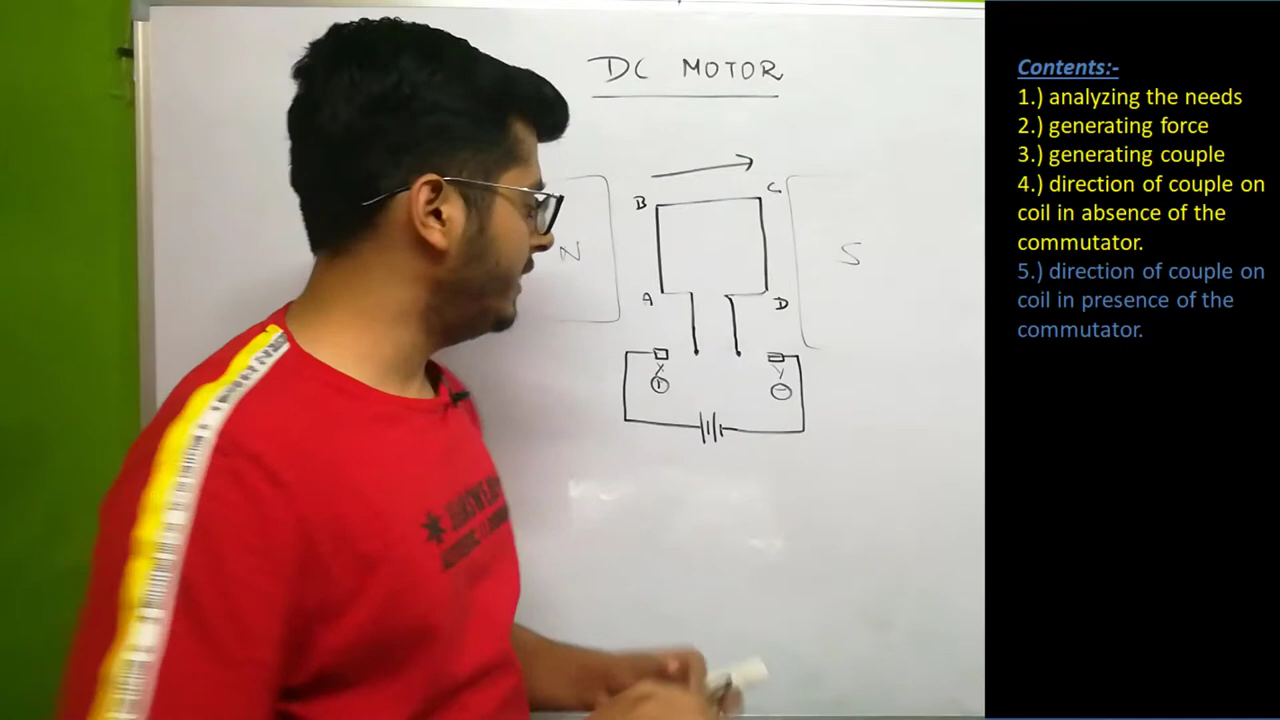 DC MOTOR
B
C
N
S
A
D
X
Y
+
−
Contents:-
1.) analyzing the needs
2.) generating force
3.) generating couple
4.) direction of couple on
coil in absence of the
commutator.
5.) direction of couple on
coil in presence of the
commutator.